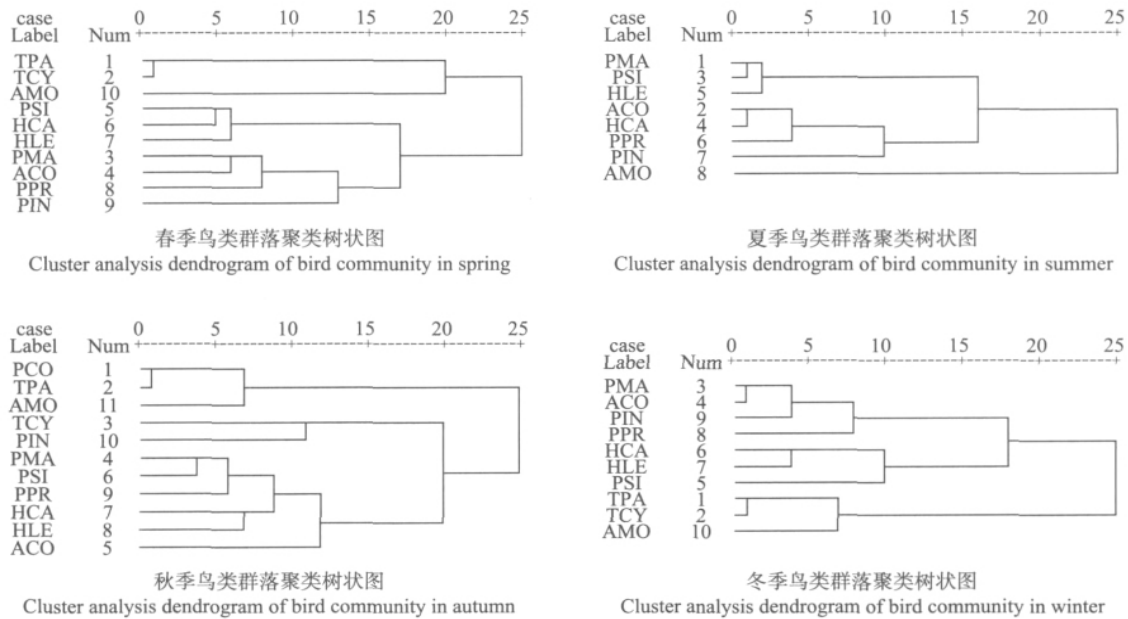 case 0 5 10 15 20 25
Label Num
TPA 1
TCY 2
AMO 10
PSI 5
HCA 6
HLE 7
PMA 3
ACO 4
PPR 8
PIN 9
春季鸟类群落聚类树状图
Cluster analysis dendrogram of bird community in spring
case 0 5 10 15 20 25
Label Num
PMA 1
PSI 3
HLE 5
ACO 2
HCA 4
PPR 6
PIN 7
AMO 8
夏季鸟类群落聚类树状图
Cluster analysis dendrogram of bird community in summer
case 0 5 10 15 20 25
Label Num
PCO 1
TPA 2
AMO 11
TCY 3
PIN 10
PMA 4
PSI 6
PPR 9
HCA 7
HLE 8
ACO 5
秋季鸟类群落聚类树状图
Cluster analysis dendrogram of bird community in autumn
case 0 5 10 15 20 25
Label Num
PMA 3
ACO 4
PIN 9
PPR 8
HCA 6
HLE 7
PSI 5
TPA 1
TCY 2
AMO 10
冬季鸟类群落聚类树状图
Cluster analysis dendrogram of bird community in winter